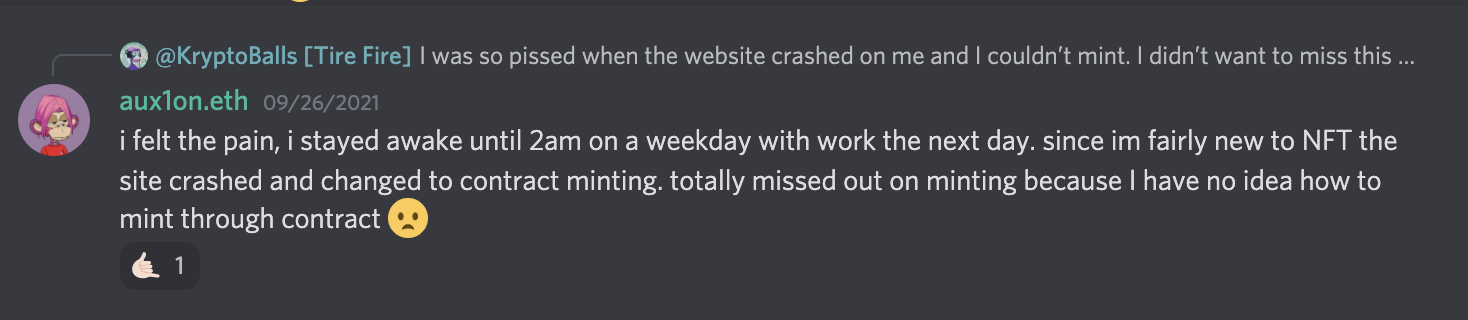 @KryptoBalls [Tire Fire] I was so pissed when the website crashed on me and I couldn’t mint. I didn’t want to miss this ...
aux1on.eth 09/26/2021
i felt the pain, i stayed awake until 2am on a weekday with work the next day. since im fairly new to NFT the
site crashed and changed to contract minting. totally missed out on minting because I have no idea how to
mint through contract
1